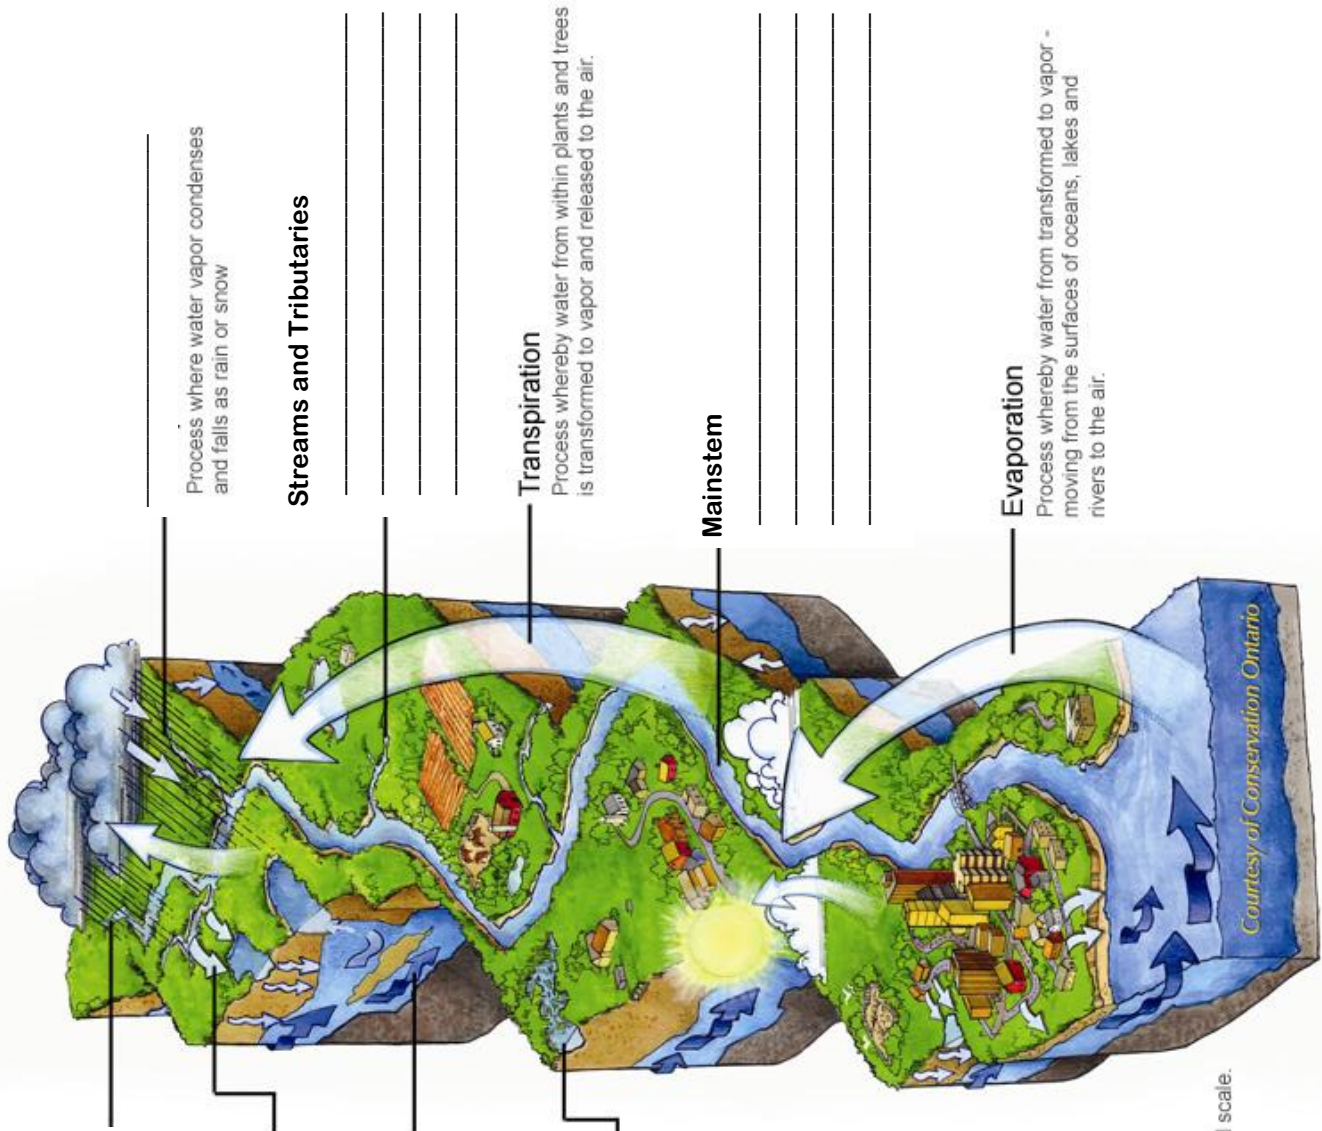 Process where water vapor condenses
and falls as rain or snow
Streams and Tributaries
Transpiration
Process whereby water from within plants and trees
is transformed to vapor and released to the air.
Mainstem
Evaporation
Process whereby water from transformed to vapor -
moving from the surfaces of oceans, lakes and
rivers to the air.
Courtesy of Conservation Ontario
scale.